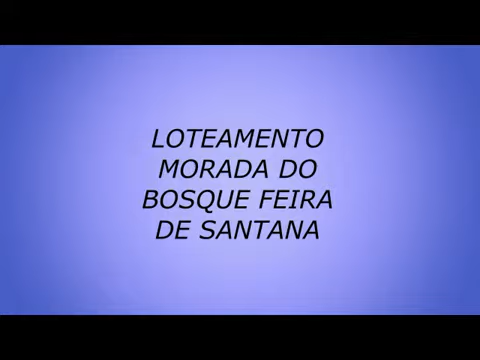 LOTEAMENTO
MORADA DO
BOSQUE FEIRA
DE SANTANA